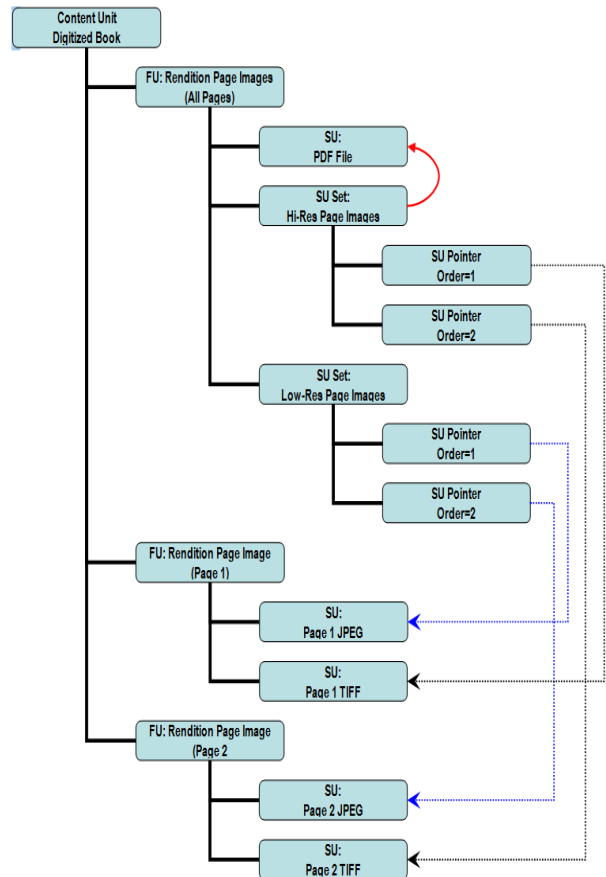 Content Unit
Digitized Book
FU: Rendition Page Images
(All Pages)
SU:
PDF File
SU Set:
Hi-Res Page Images
SU Pointer
Order=1
SU Pointer
Order=2
SU Set:
Low-Res Page Images
SU Pointer
Order=1
SU Pointer
Order=2
FU: Rendition Page Image
(Page 1)
SU:
Page 1 JPEG
SU:
Page 1 TIFF
FU: Rendition Page Image
(Page 2
SU:
Page 2 JPEG
SU:
Page 2 TIFF